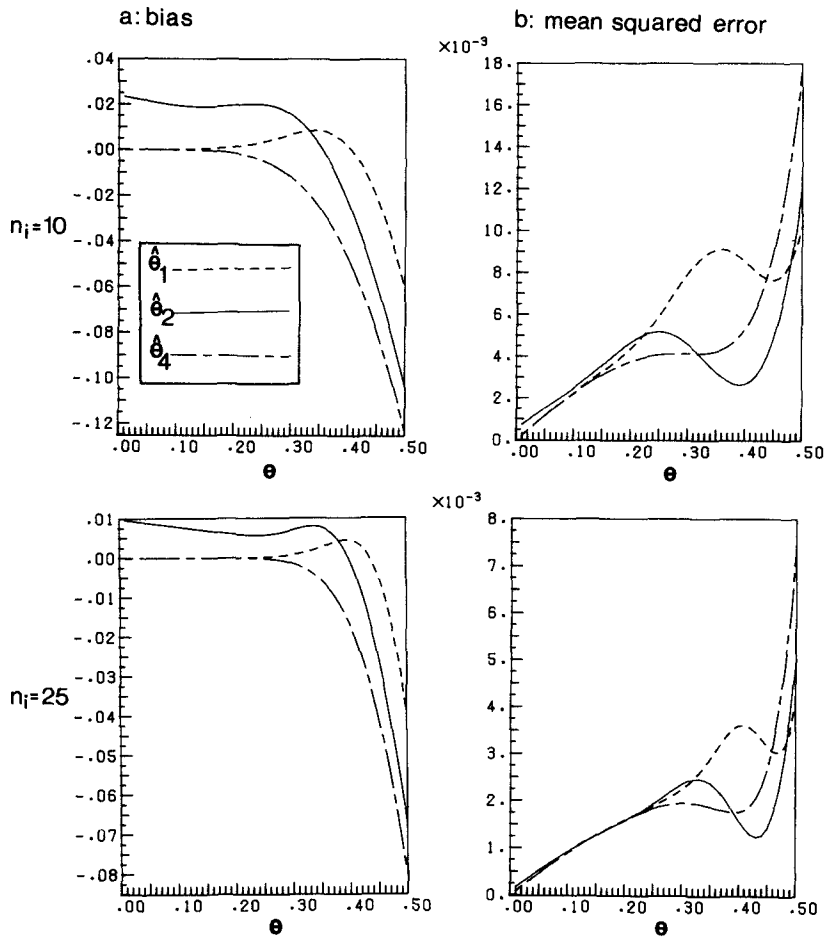 a: bias
b: mean squared error
.04
.02
.00
-.02
-.04
-.06
-.08
-.10
-.12
nᵢ=10
θ̂₁
θ̂₂
θ̂₄
.00 .10 .20 .30 .40 .50
θ
×10⁻³
18.
16.
14.
12.
10.
8.
6.
4.
2.
0.
.00 .10 .20 .30 .40 .50
θ
.01
.00
-.01
-.02
-.03
-.04
-.05
-.06
-.07
-.08
nᵢ=25
.00 .10 .20 .30 .40 .50
θ
×10⁻³
8.
7.
6.
5.
4.
3.
2.
1.
0.
.00 .10 .20 .30 .40 .50
θ